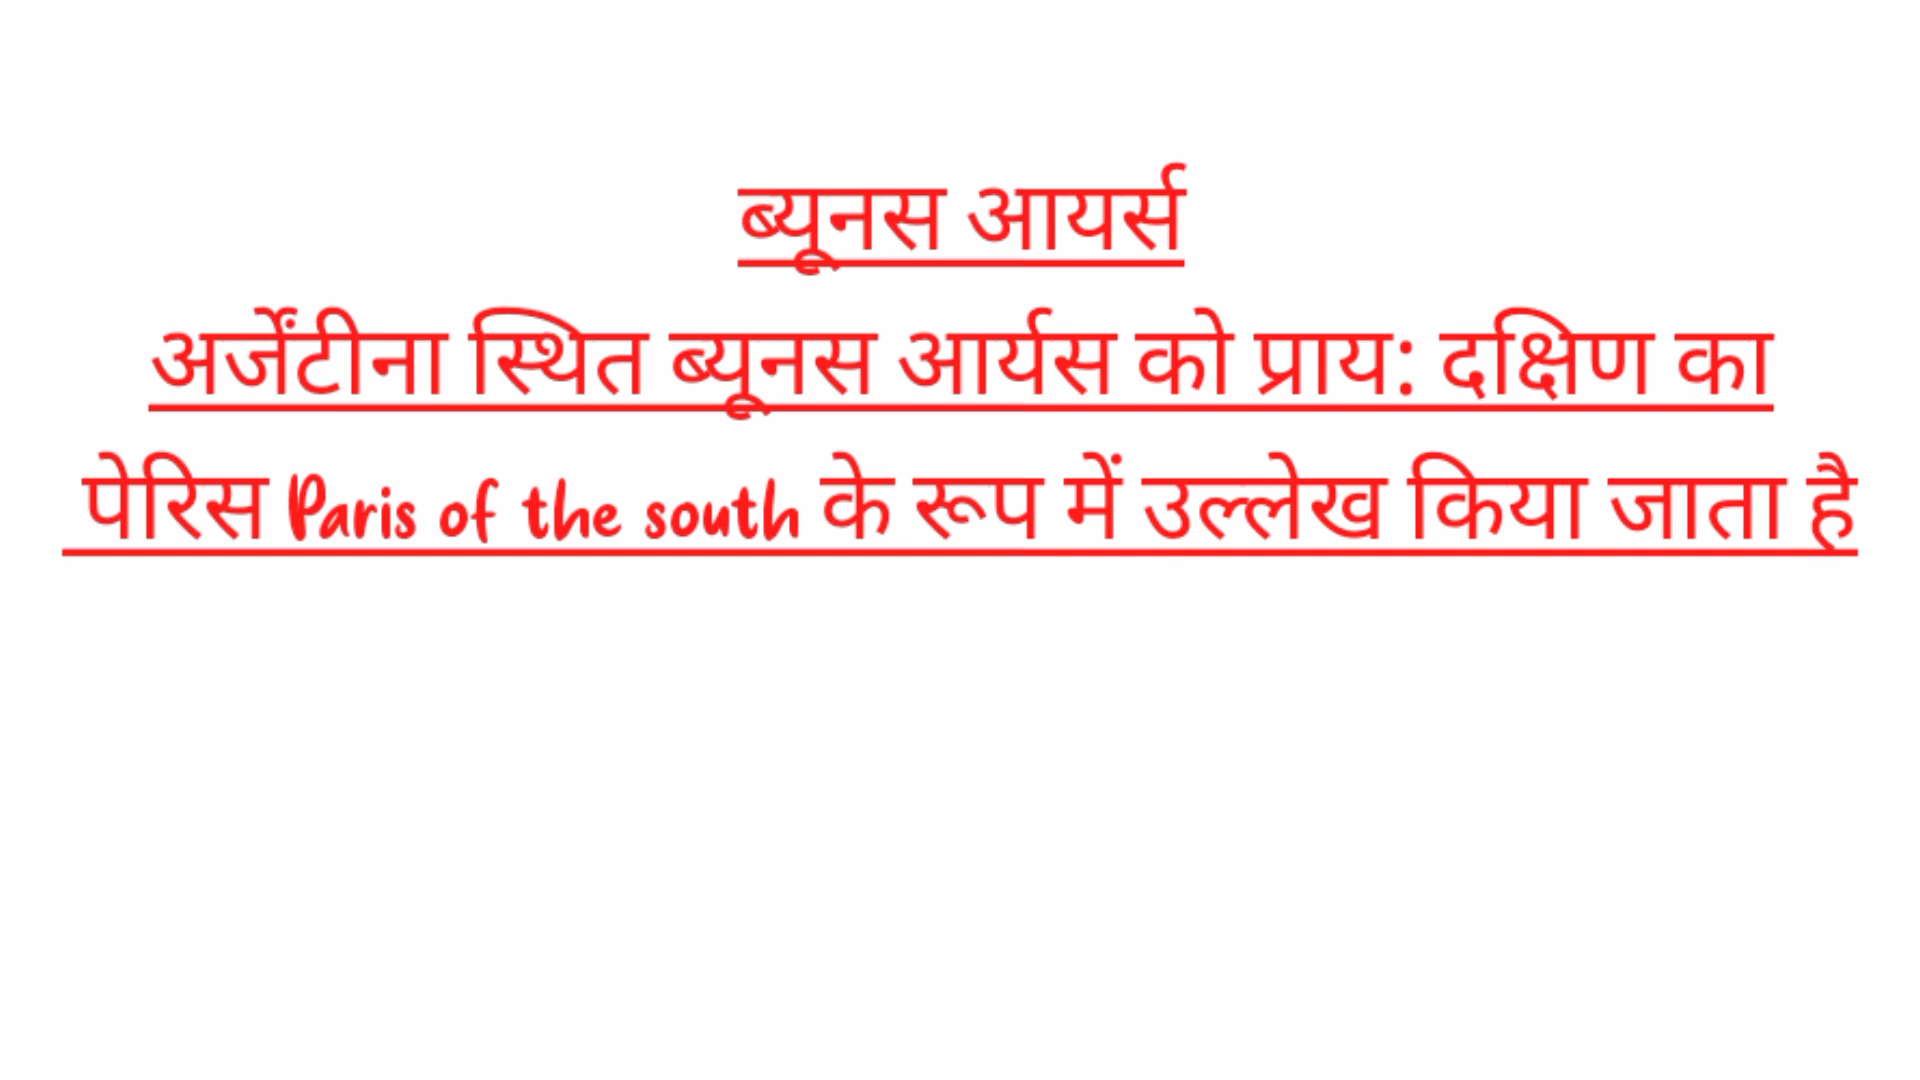 ब्यूनस आयर्स
अर्जेंटीना स्थित ब्यूनस आर्यस को प्राय: दक्षिण का
पेरिस Paris of the south के रूप में उल्लेख किया जाता है